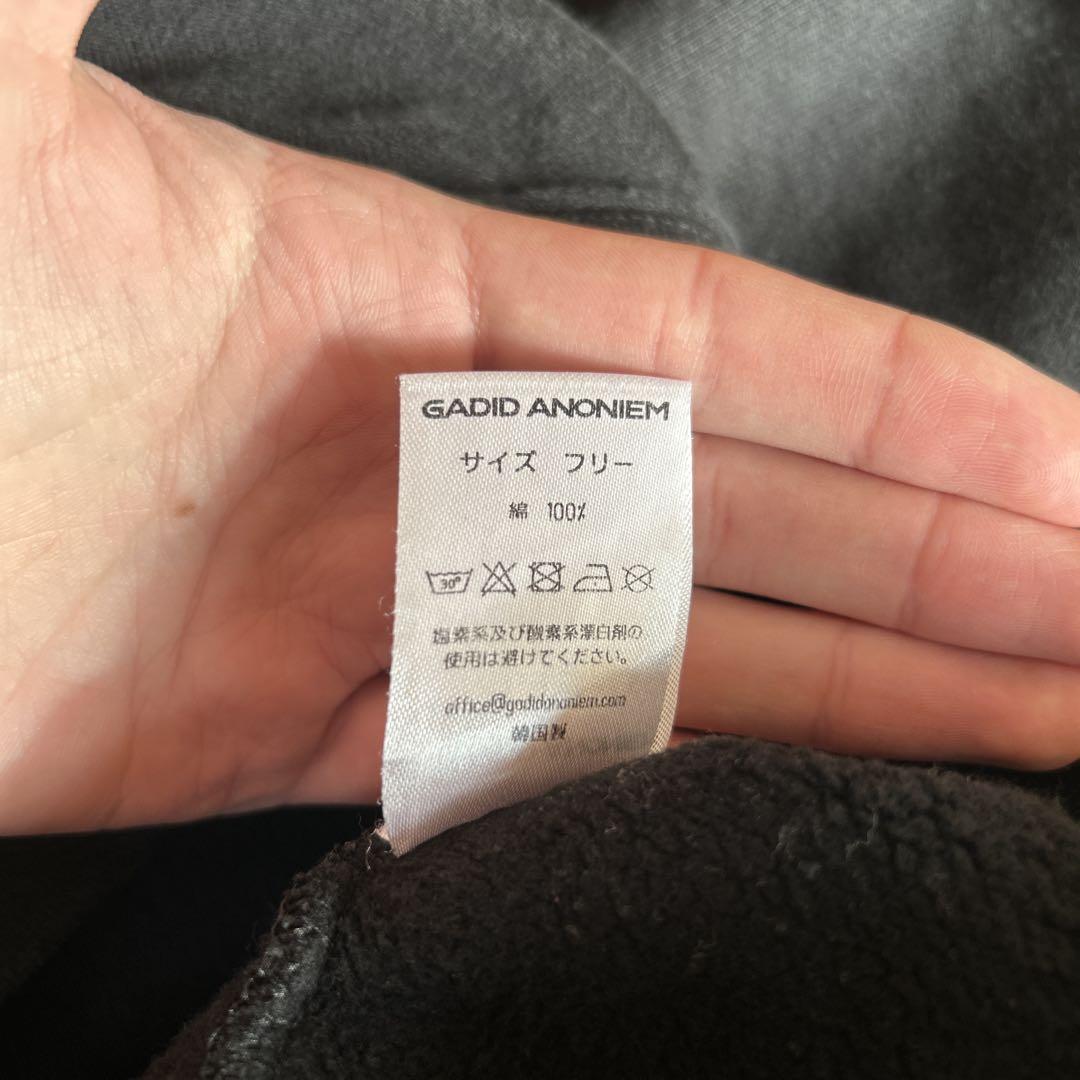 GADID ANONIEM
サイズ フリー
綿 100%
30°
塩素系及び酸素系漂白剤の
使用は避けてください。
office@gadidanoniem.com
韓国製